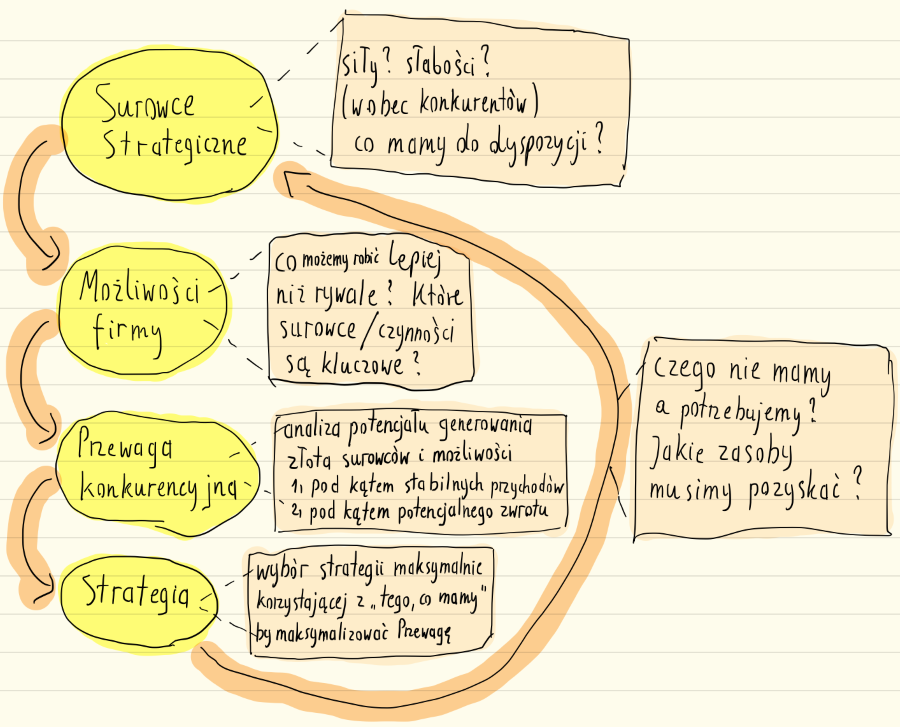 Surowce
Strategiczne
siły? słabości?
(wobec konkurentów)
co mamy do dyspozycji?
Możliwości
firmy
co możemy robić lepiej
niż rywale? Które
surowce/czynności
są kluczowe?
Przewaga
konkurencyjna
analiza potencjału generowania
złota surowców i możliwości
1, pod kątem stabilnych przychodów
2, pod kątem potencjalnego zwrotu
Strategia
wybór strategii maksymalnie
korzystającej z „tego, co mamy"
by maksymalizować Przewagę
czego nie mamy
a potrzebujemy?
Jakie zasoby
musimy pozyskać?